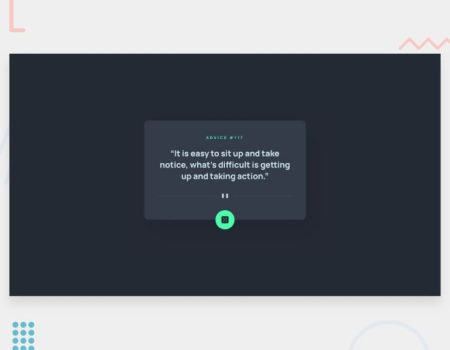 ADVICE #117
“It is easy to sit up and take
notice, what's difficult is getting
up and taking action.”